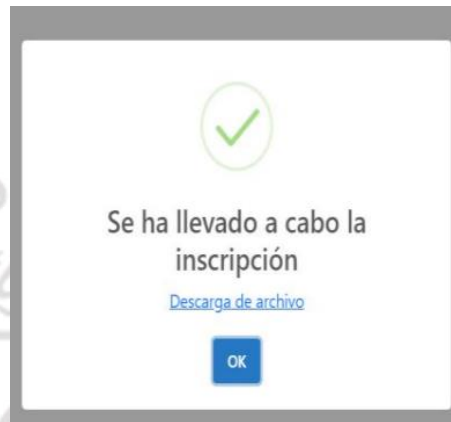 Se ha llevado a cabo la
inscripción
Descarga de archivo
OK